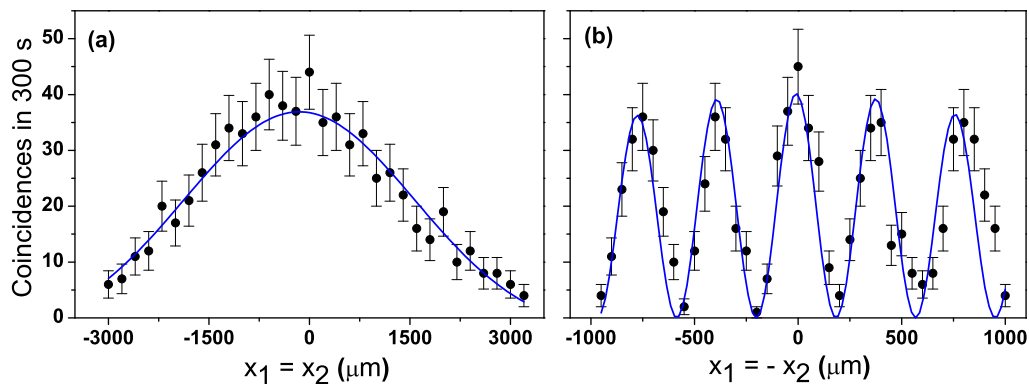 (a)
(b)
Coincidences in 300 s
50
40
30
20
10
0
-3000 -1500 0 1500 3000
-1000 -500 0 500 1000
x₁ = x₂ (μm)
x₁ = - x₂ (μm)